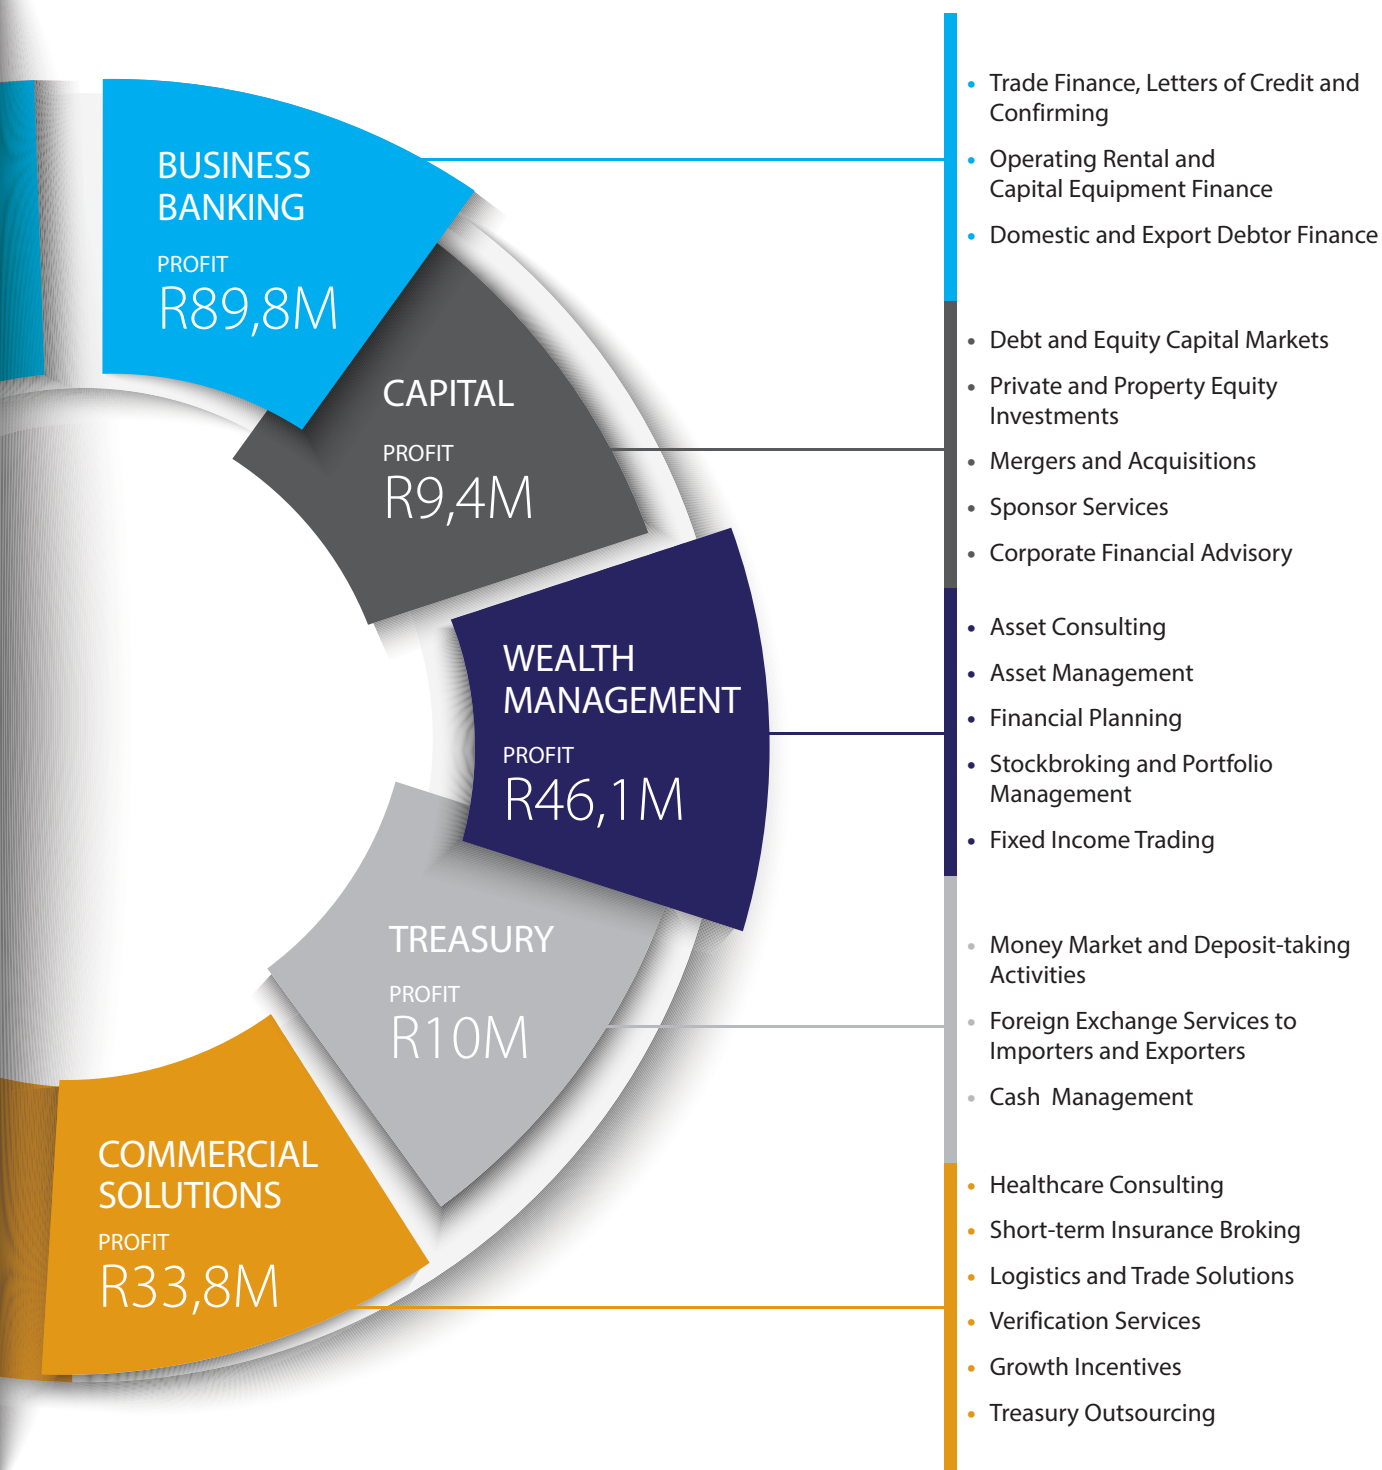 BUSINESS
BANKING
PROFIT
R89,8M
• Trade Finance, Letters of Credit and
Confirming
• Operating Rental and
Capital Equipment Finance
• Domestic and Export Debtor Finance
CAPITAL
PROFIT
R9,4M
• Debt and Equity Capital Markets
• Private and Property Equity
Investments
• Mergers and Acquisitions
• Sponsor Services
• Corporate Financial Advisory
WEALTH
MANAGEMENT
PROFIT
R46,1M
• Asset Consulting
• Asset Management
• Financial Planning
• Stockbroking and Portfolio
Management
• Fixed Income Trading
TREASURY
PROFIT
R10M
• Money Market and Deposit-taking
Activities
• Foreign Exchange Services to
Importers and Exporters
• Cash  Management
COMMERCIAL
SOLUTIONS
PROFIT
R33,8M
• Healthcare Consulting
• Short-term Insurance Broking
• Logistics and Trade Solutions
• Verification Services
• Growth Incentives
• Treasury Outsourcing